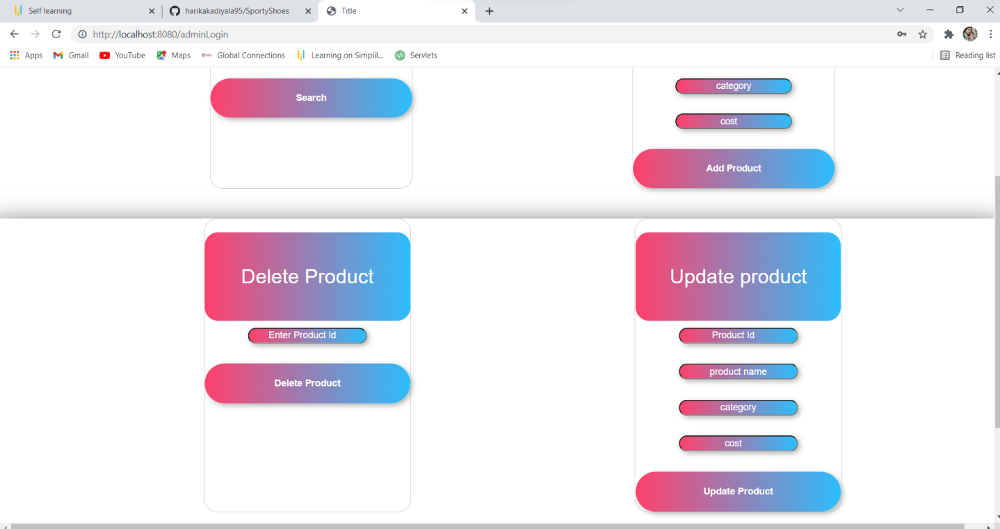 Self learning
harikakadiyala95/SportyShoes
Title
http://localhost:8080/adminLogin
Apps
Gmail
YouTube
Maps
Global Connections
Learning on Simplil...
Servlets
Reading list
Search
category
cost
Add Product
Delete Product
Update product
Enter Product Id
Product Id
Delete Product
product name
category
cost
Update Product